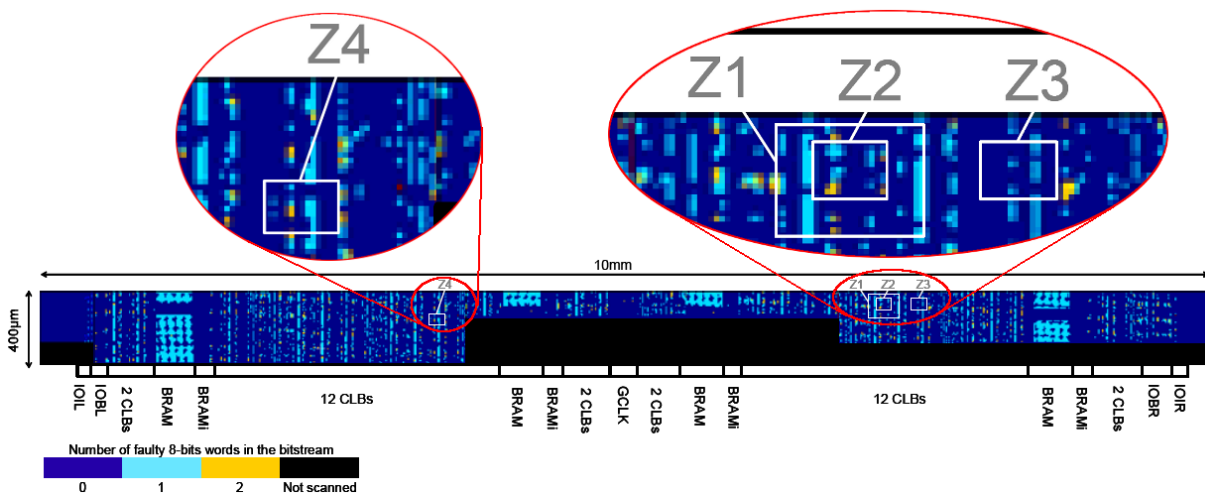 Z4
Z1
Z2
Z3
10mm
400µm
Z4
Z1
Z2
Z3
IOIL
IOBL
2 CLBs
BRAM
BRAMi
12 CLBs
BRAM
BRAMi
2 CLBs
GCLK
2 CLBs
BRAM
BRAMi
12 CLBs
BRAM
BRAMi
2 CLBs
IOBR
IOIR
Number of faulty 8-bits words in the bitstream
0
1
2
Not scanned